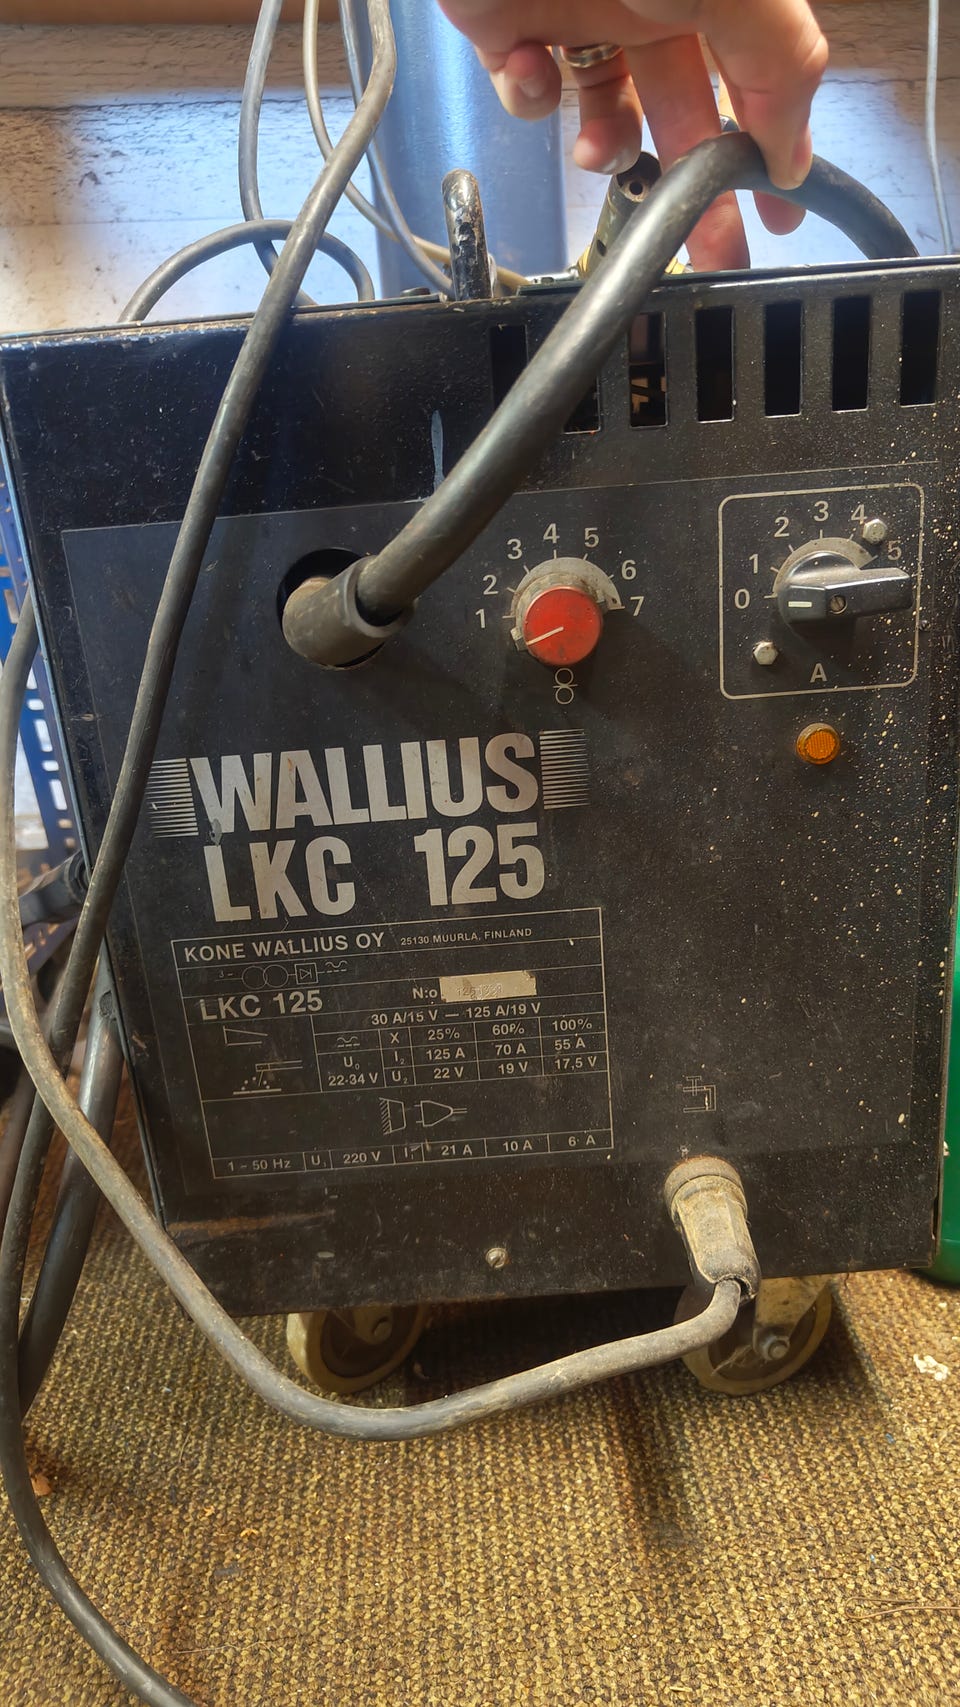 1 2 3 4 5 6 7
0 1 2 3 4 5
A
WALLIUS
LKC 125
KONE WALLIUS OY 25130 MUURLA, FINLAND
3~
LKC 125 N:o
30 A/15 V — 125 A/19 V
X 25% 60% 100%
U₀ I₂ 125 A 70 A 55 A
22-34 V U₂ 22 V 19 V 17,5 V
1 ~ 50 Hz U₁ 220 V I₁ 21 A 10 A 6 A